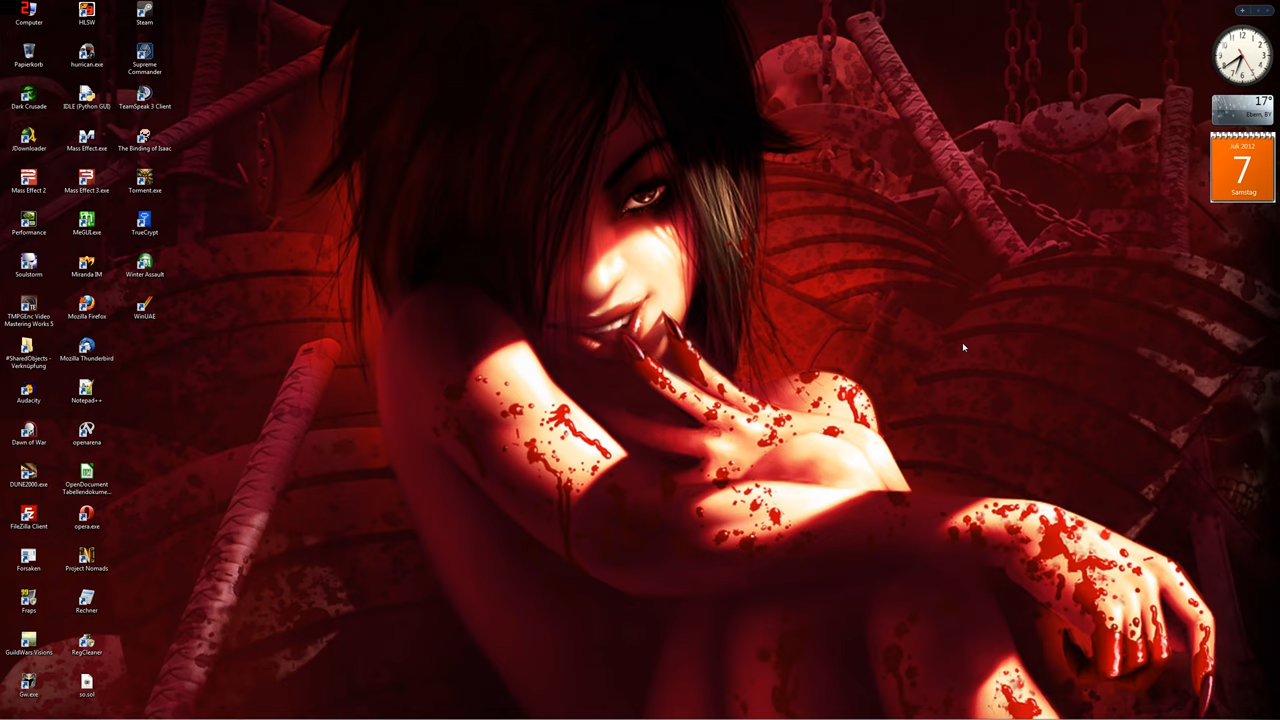 Computer
HLSW
Steam
Papierkorb
hurrican.exe
Supreme
Commander
Dark Crusade
IDLE (Python GUI)
TeamSpeak 3 Client
JDownloader
Mass Effect.exe
The Binding of Isaac
Mass Effect 2
Mass Effect 3.exe
Torment.exe
Performance
MeGUI.exe
TrueCrypt
Soulstorm
Miranda IM
Winter Assault
TMPGEnc Video
Mastering Works 5
Mozilla Firefox
WinUAE
#SharedObjects -
Verknüpfung
Mozilla Thunderbird
Audacity
Notepad++
Dawn of War
openarena
DUNE2000.exe
OpenDocument
Tabellendokume...
FileZilla Client
opera.exe
Forsaken
Project Nomads
Fraps
Rechner
GuildWars Visions
RegCleaner
Gw.exe
so.sol
17°
Ebern, BY
Juli 2012
7
Samstag